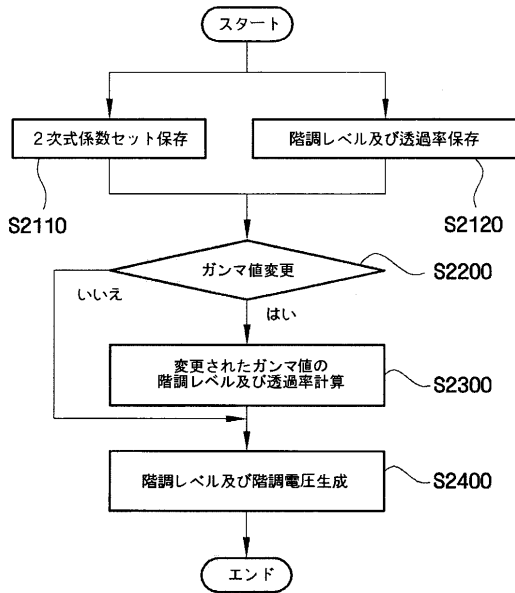 スタート
2次式係数セット保存
階調レベル及び透過率保存
S2110
S2120
ガンマ値変更
S2200
いいえ
はい
変更されたガンマ値の
階調レベル及び透過率計算
S2300
階調レベル及び階調電圧生成
S2400
エンド